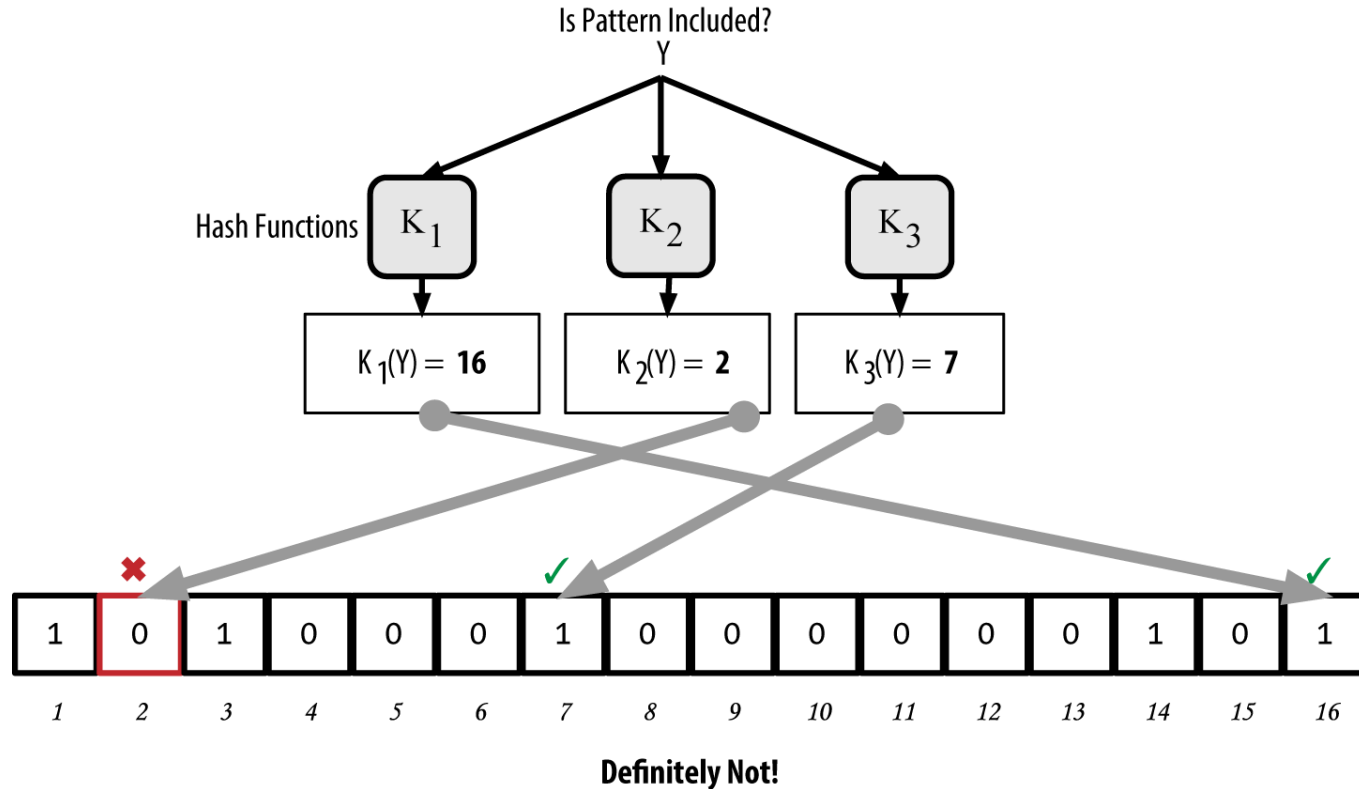 Is Pattern Included?
Y
Hash Functions
K1
K2
K3
K1(Y) = 16
K2(Y) = 2
K3(Y) = 7
✖ ✓ ✓
1 0 1 0 0 0 1 0 0 0 0 0 0 1 0 1
1 2 3 4 5 6 7 8 9 10 11 12 13 14 15 16
Definitely Not!